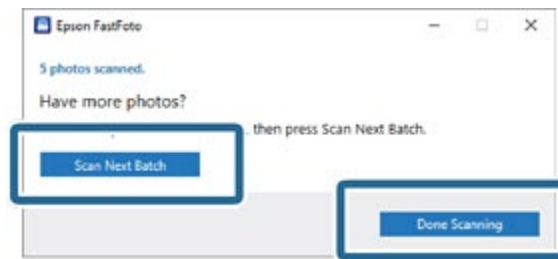 Epson FastFoto
5 photos scanned.
Have more photos?
then press Scan Next Batch.
Scan Next Batch
Done Scanning